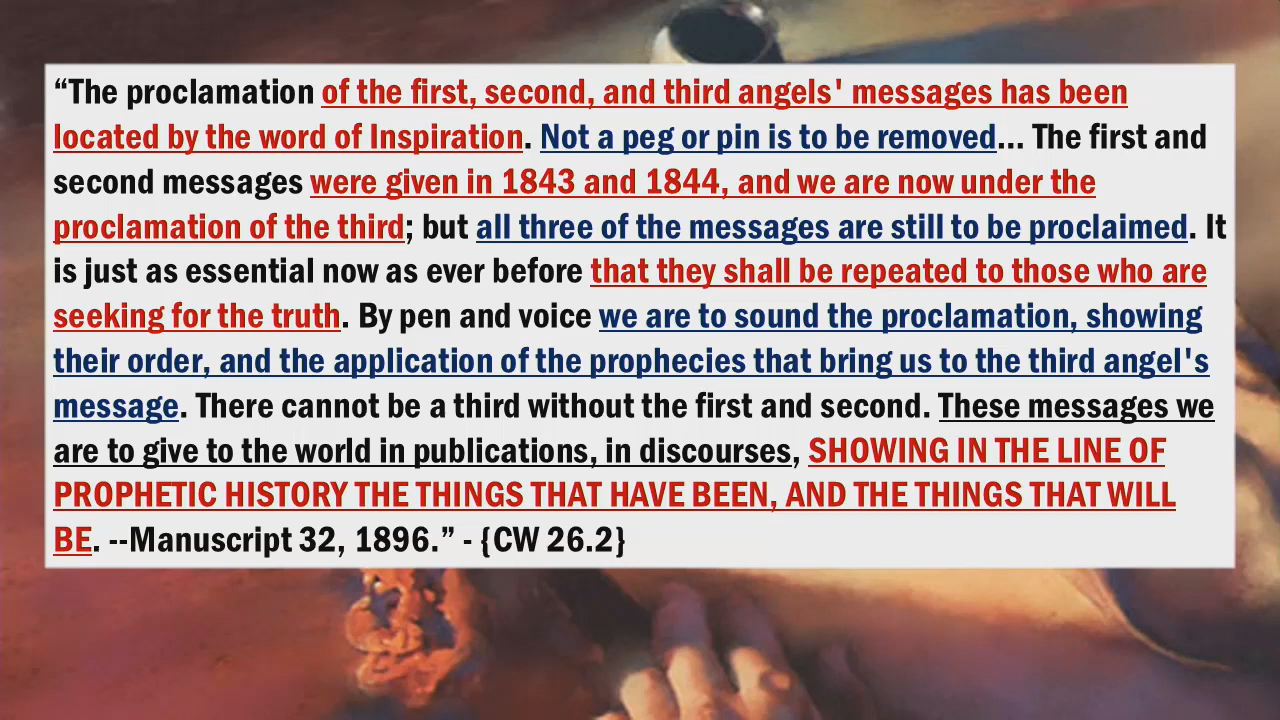 “The proclamation of the first, second, and third angels' messages has been
located by the word of Inspiration. Not a peg or pin is to be removed... The first and
second messages were given in 1843 and 1844, and we are now under the
proclamation of the third; but all three of the messages are still to be proclaimed. It
is just as essential now as ever before that they shall be repeated to those who are
seeking for the truth. By pen and voice we are to sound the proclamation, showing
their order, and the application of the prophecies that bring us to the third angel's
message. There cannot be a third without the first and second. These messages we
are to give to the world in publications, in discourses, SHOWING IN THE LINE OF
PROPHETIC HISTORY THE THINGS THAT HAVE BEEN, AND THE THINGS THAT WILL
BE. --Manuscript 32, 1896.” - {CW 26.2}